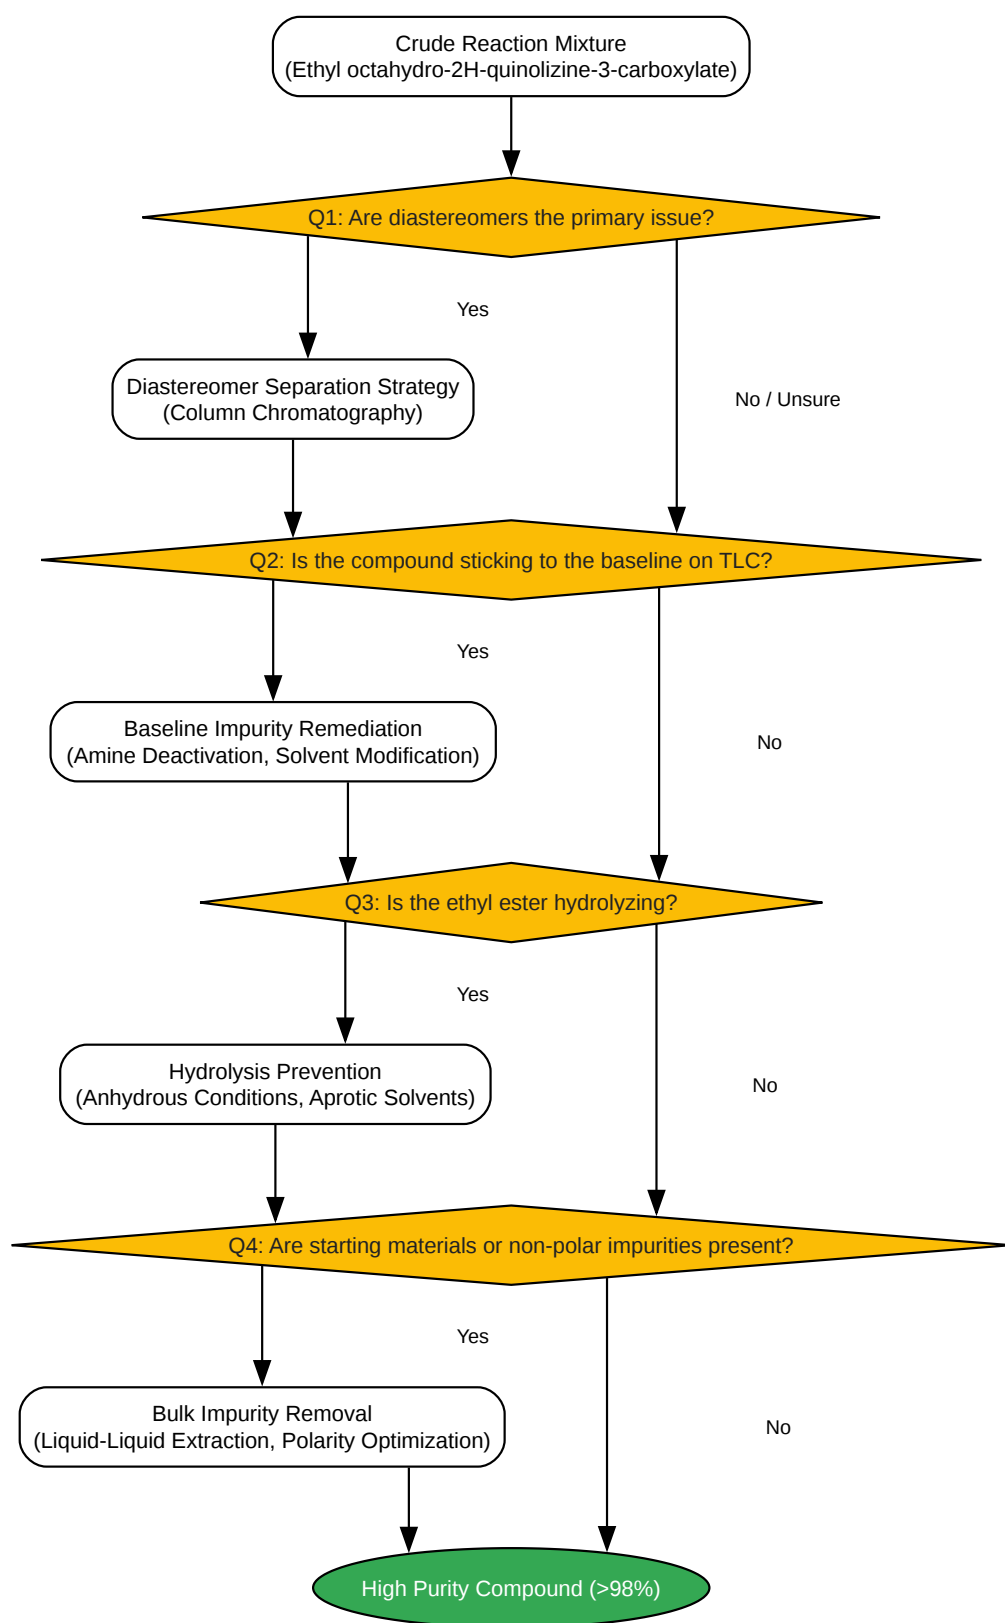 Crude Reaction Mixture
(Ethyl octahydro-2H-quinolizine-3-carboxylate)
Q1: Are diastereomers the primary issue?
Yes
Diastereomer Separation Strategy
(Column Chromatography)
No / Unsure
Q2: Is the compound sticking to the baseline on TLC?
Yes
Baseline Impurity Remediation
(Amine Deactivation, Solvent Modification)
No
Q3: Is the ethyl ester hydrolyzing?
Yes
Hydrolysis Prevention
(Anhydrous Conditions, Aprotic Solvents)
No
Q4: Are starting materials or non-polar impurities present?
Yes
Bulk Impurity Removal
(Liquid-Liquid Extraction, Polarity Optimization)
No
High Purity Compound (>98%)